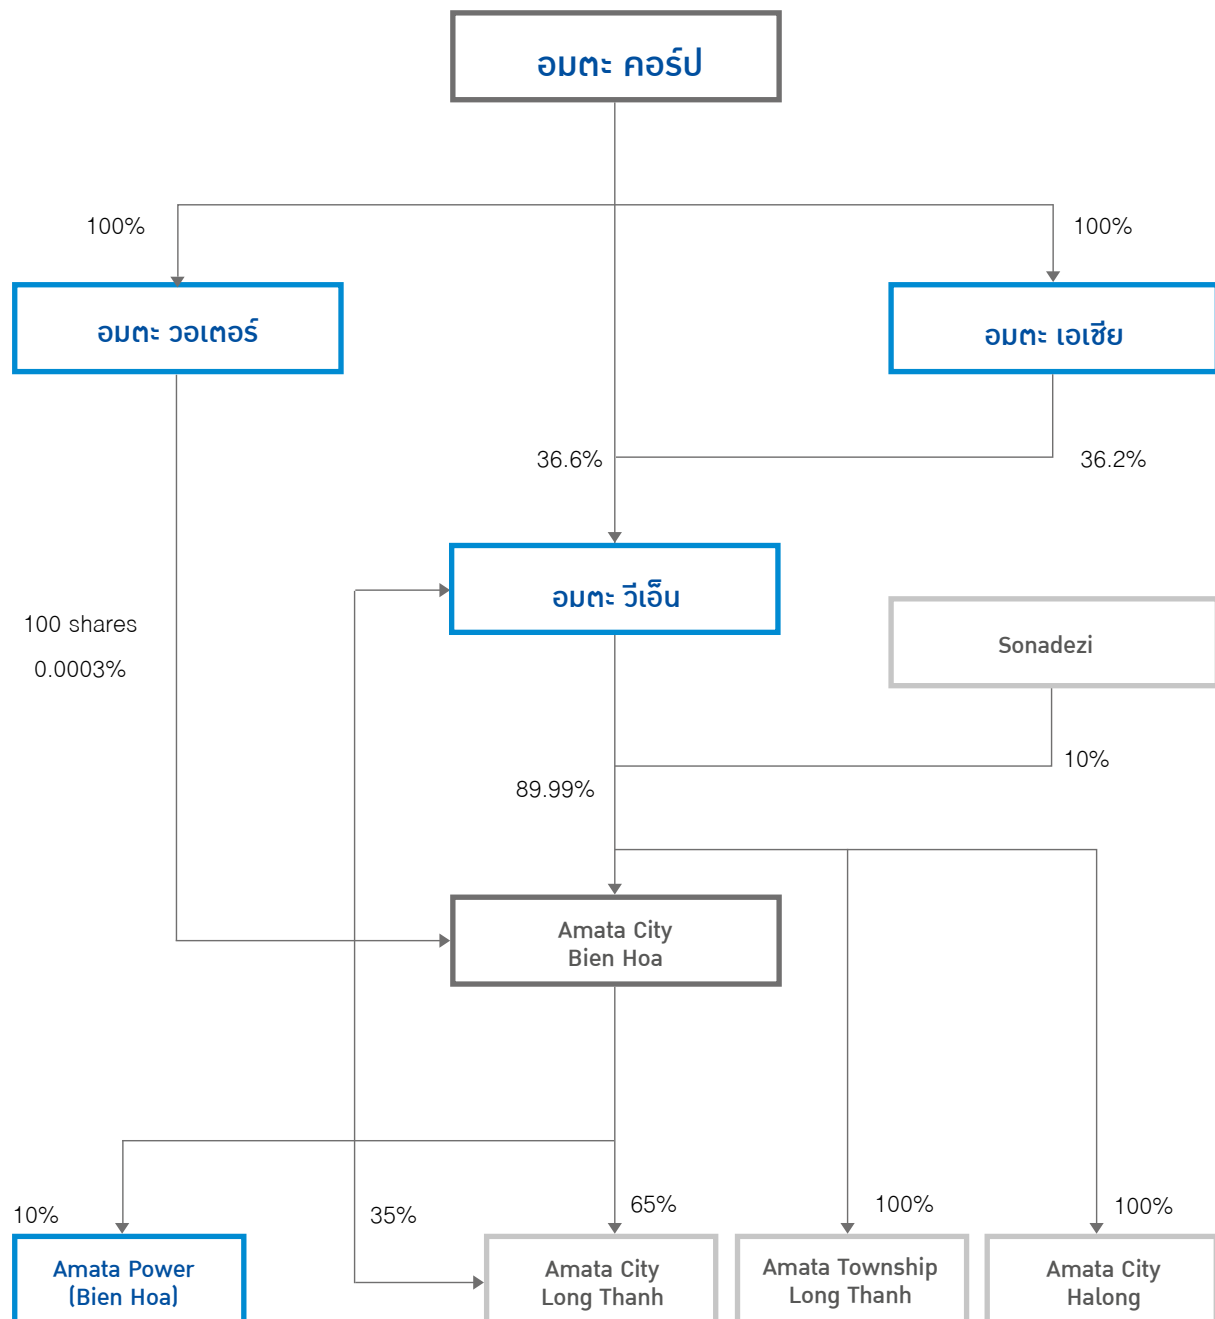 อมตะ คอร์ป
100%
100%
อมตะ วอเตอร์
อมตะ เอเซีย
36.6%
36.2%
อมตะ วีเอ็น
100 shares
0.0003%
Sonadezi
10%
89.99%
Amata City
Bien Hoa
10%
35%
65%
100%
100%
Amata Power
(Bien Hoa)
Amata City
Long Thanh
Amata Township
Long Thanh
Amata City
Halong